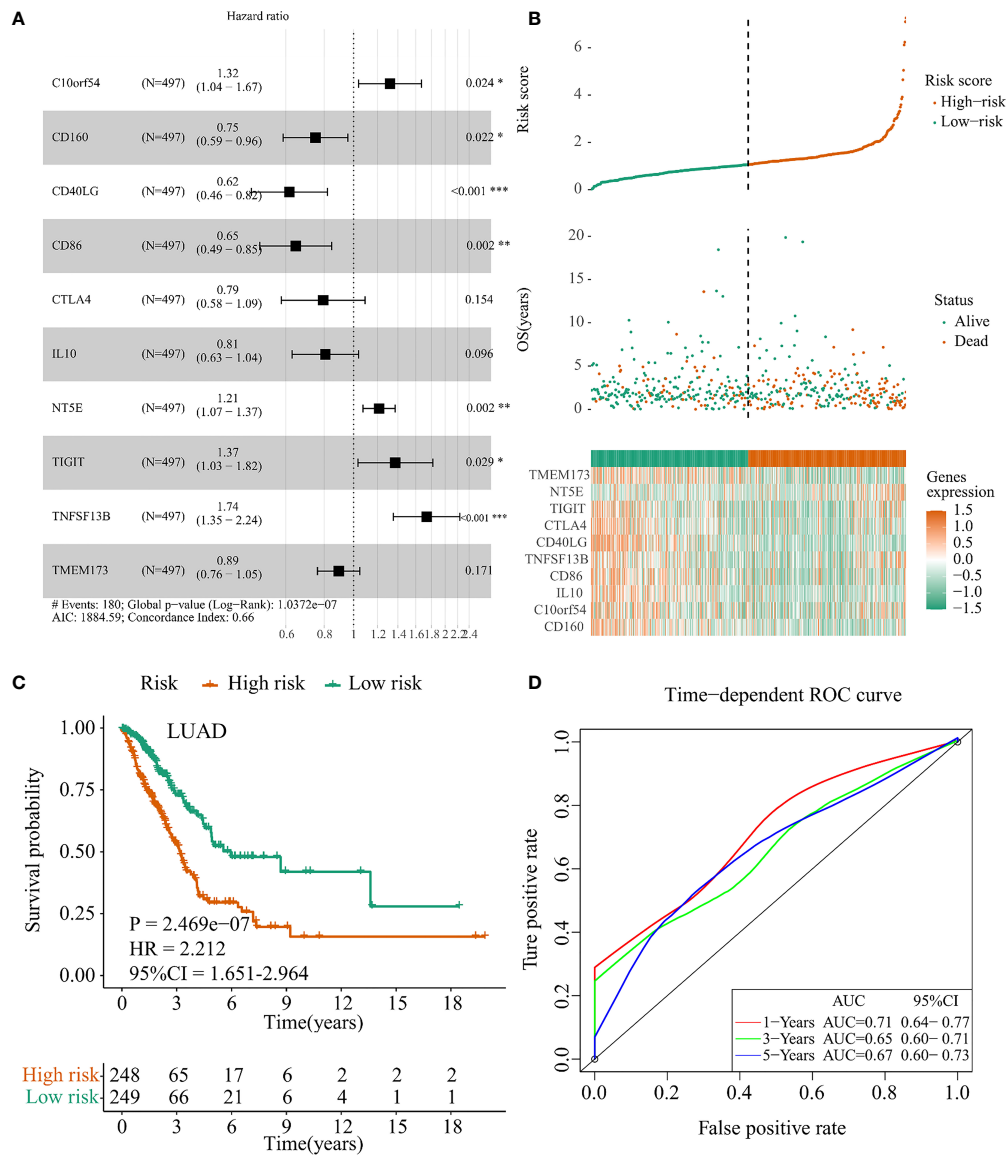 A
Hazard ratio
C10orf54 (N=497) 1.32 (1.04 − 1.67) 0.024 *
CD160 (N=497) 0.75 (0.59 − 0.96) 0.022 *
CD40LG (N=497) 0.62 (0.46 − 0.82) <0.001 ***
CD86 (N=497) 0.65 (0.49 − 0.85) 0.002 **
CTLA4 (N=497) 0.79 (0.58 − 1.09) 0.154
IL10 (N=497) 0.81 (0.63 − 1.04) 0.096
NT5E (N=497) 1.21 (1.07 − 1.37) 0.002 **
TIGIT (N=497) 1.37 (1.03 − 1.82) 0.029 *
TNFSF13B (N=497) 1.74 (1.35 − 2.24) <0.001 ***
TMEM173 (N=497) 0.89 (0.76 − 1.05) 0.171
# Events: 180; Global p−value (Log−Rank): 1.0372e−07
AIC: 1884.59; Concordance Index: 0.66
0.6 0.8 1 1.2 1.4 1.6 1.8 2 2.2 2.4
B
Risk score
6
4
2
0
Risk score
High−risk
Low−risk
OS(years)
20
15
10
5
0
Status
Alive
Dead
TMEM173
NT5E
TIGIT
CTLA4
CD40LG
TNFSF13B
CD86
IL10
C10orf54
CD160
Genes
expression
1.5
1.0
0.5
0.0
−0.5
−1.0
−1.5
C
Risk High risk Low risk
LUAD
Survival probability
1.00
0.75
0.50
0.25
0.00
P = 2.469e−07
HR = 2.212
95%CI = 1.651-2.964
0 3 6 9 12 15 18
Time(years)
High risk 248 65 17 6 2 2 2
Low risk 249 66 21 6 4 1 1
0 3 6 9 12 15 18
Time(years)
D
Time−dependent ROC curve
Ture positive rate
1.0
0.8
0.6
0.4
0.2
0.0
AUC 95%CI
1−Years AUC=0.71 0.64− 0.77
3−Years AUC=0.65 0.60− 0.71
5−Years AUC=0.67 0.60− 0.73
0.0 0.2 0.4 0.6 0.8 1.0
False positive rate